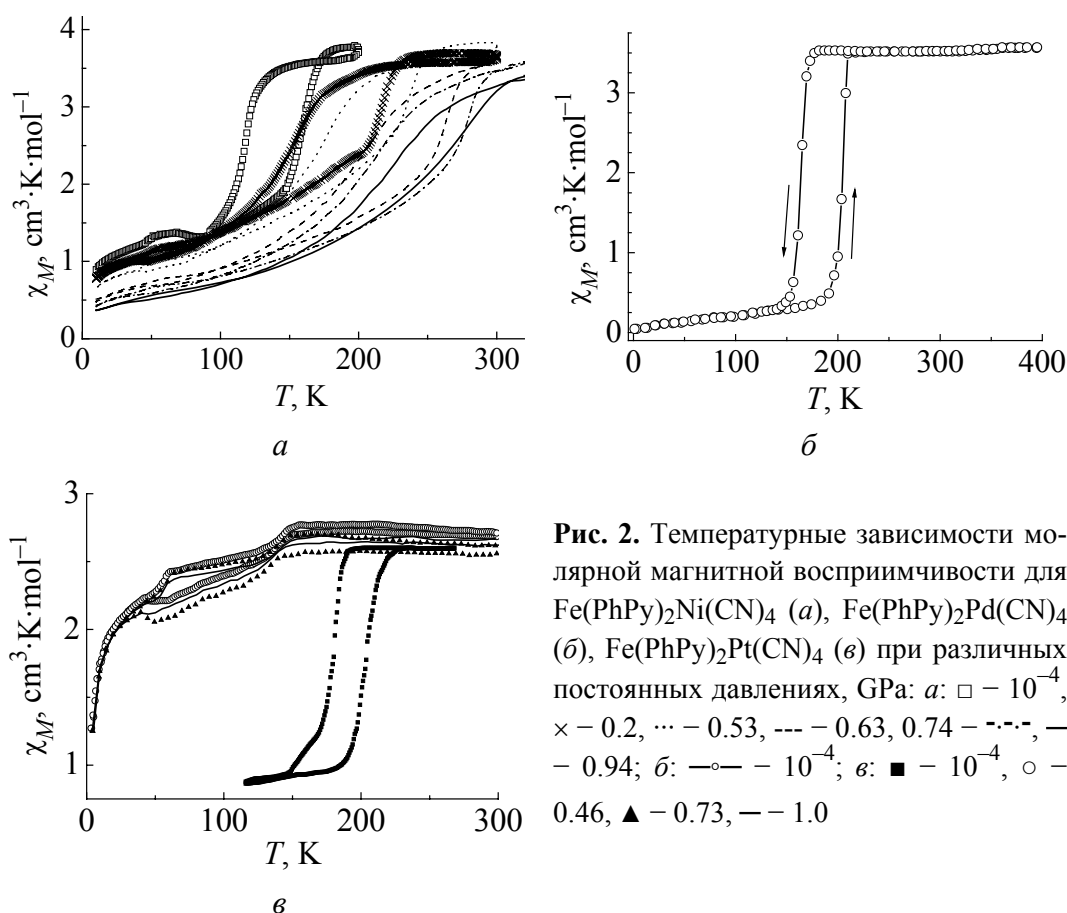 4
3
2
1
0
100
200
300
χM, cm3·K·mol–1
T, K
а
3
2
1
0
0
100
200
300
400
χM, cm3·K·mol–1
T, K
б
3
2
1
0
100
200
300
χM, cm3·K·mol–1
T, K
в
Рис. 2. Температурные зависимости мо-
лярной магнитной восприимчивости для
Fe(PhPy)2Ni(CN)4 (а), Fe(PhPy)2Pd(CN)4
(б), Fe(PhPy)2Pt(CN)4 (в) при различных
постоянных давлениях, GPa: а: □ – 10–4,
× – 0.2, ··· – 0.53, --- – 0.63, 0.74 – -·-·-, —
– 0.94; б: —○— – 10–4; в: ■ – 10–4, ○ –
0.46, ▲ – 0.73, — – 1.0